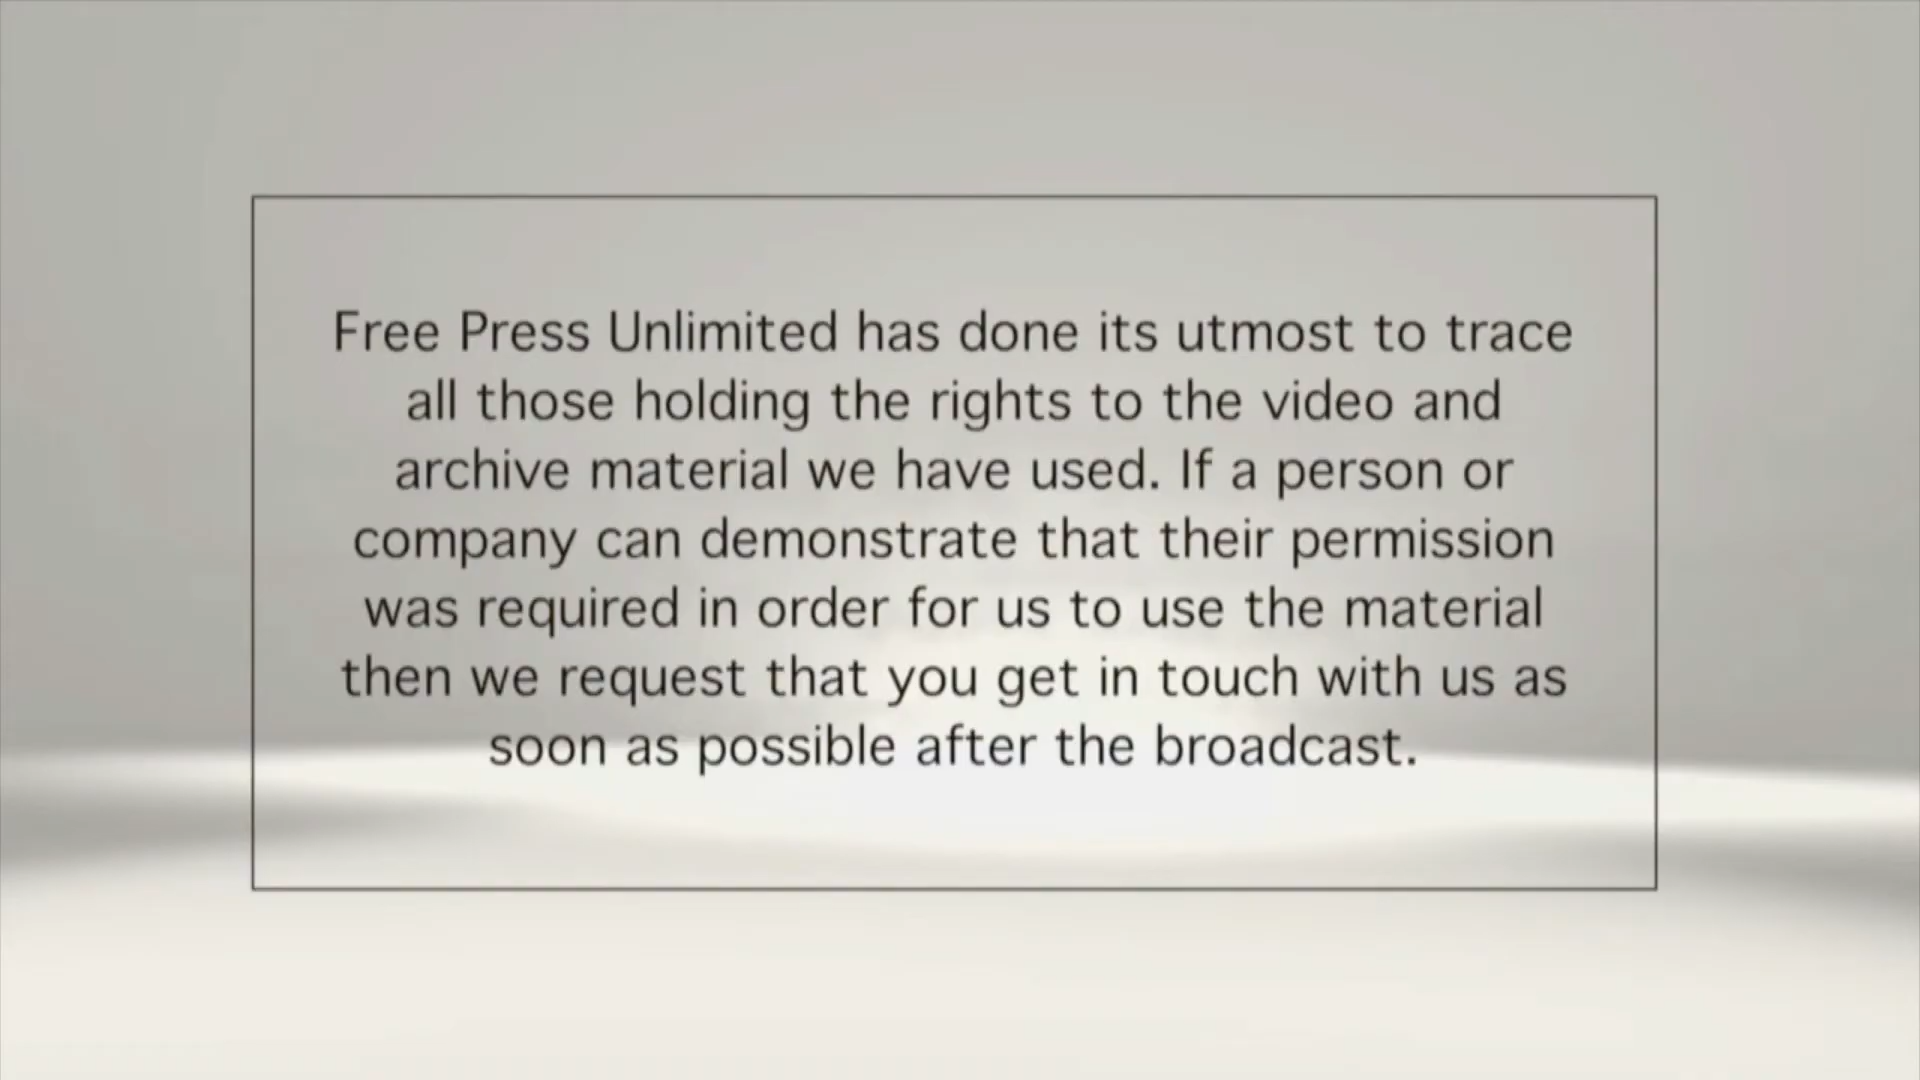 Free Press Unlimited has done its utmost to trace
all those holding the rights to the video and
archive material we have used. If a person or
company can demonstrate that their permission
was required in order for us to use the material
then we request that you get in touch with us as
soon as possible after the broadcast.